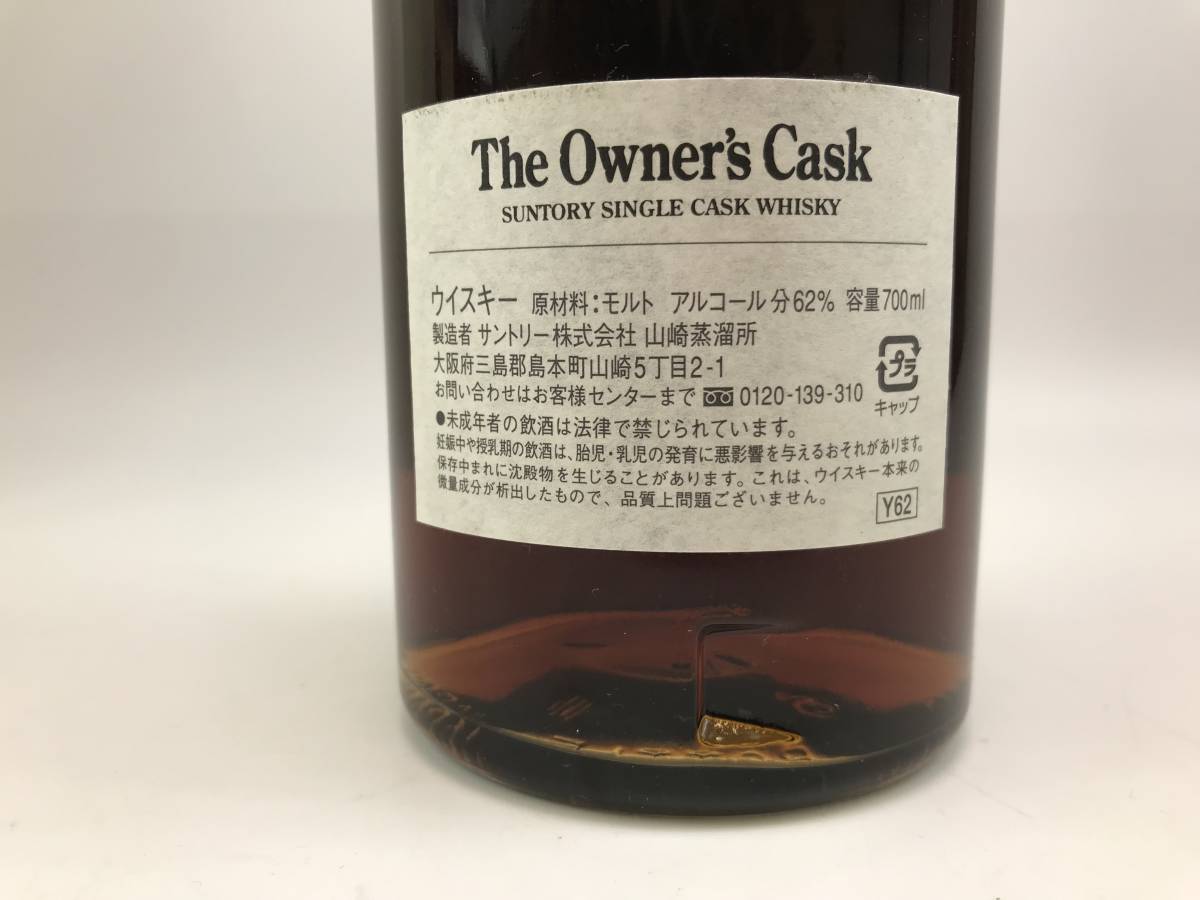 The Owner's Cask
SUNTORY SINGLE CASK WHISKY
ウイスキー 原材料:モルト アルコール分62% 容量700ml
製造者 サントリー株式会社 山崎蒸溜所
大阪府三島郡島本町山崎5丁目2-1
お問い合わせはお客様センターまで 0120-139-310
プラ
キャップ
●未成年者の飲酒は法律で禁じられています。
妊娠中や授乳期の飲酒は、胎児・乳児の発育に悪影響を与えるおそれがあります。
保存中まれに沈殿物を生じることがあります。これは、ウイスキー本来の
微量成分が析出したもので、品質上問題ございません。
Y62